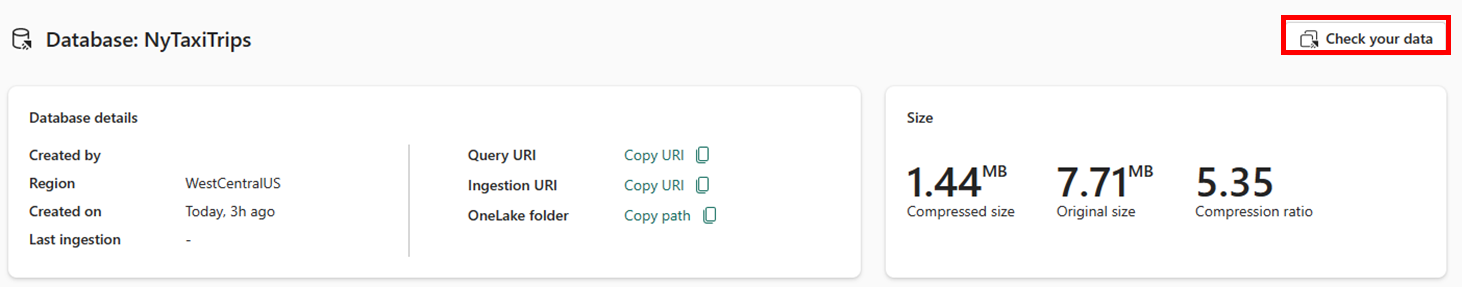 Database: NyTaxiTrips
Check your data
Database details
Created by
Region WestCentralUS
Created on Today, 3h ago
Last ingestion -
Query URI Copy URI
Ingestion URI Copy URI
OneLake folder Copy path
Size
1.44 MB 7.71 MB 5.35
Compressed size Original size Compression ratio